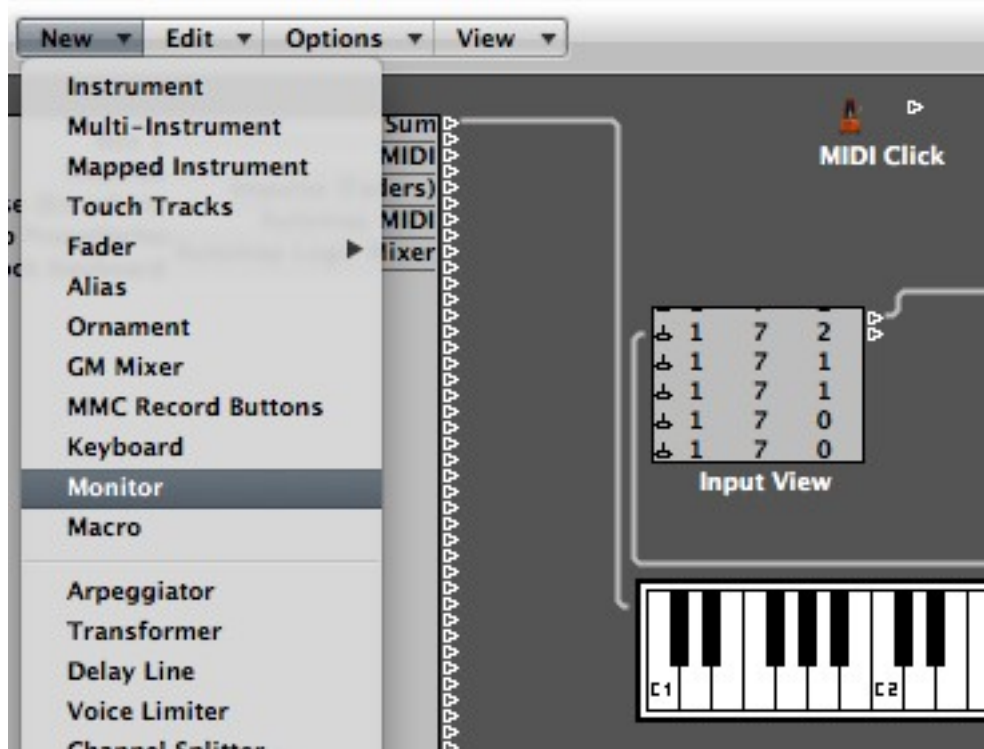 New Edit Options View
Instrument
Multi-Instrument
Mapped Instrument
Touch Tracks
Fader
Alias
Ornament
GM Mixer
MMC Record Buttons
Keyboard
Monitor
Macro
Arpeggiator
Transformer
Delay Line
Voice Limiter
Channel Splitter
Sum
MIDI
MIDI
MIDI Click
1 7 2
1 7 1
1 7 1
1 7 0
1 7 0
Input View
C1 C2